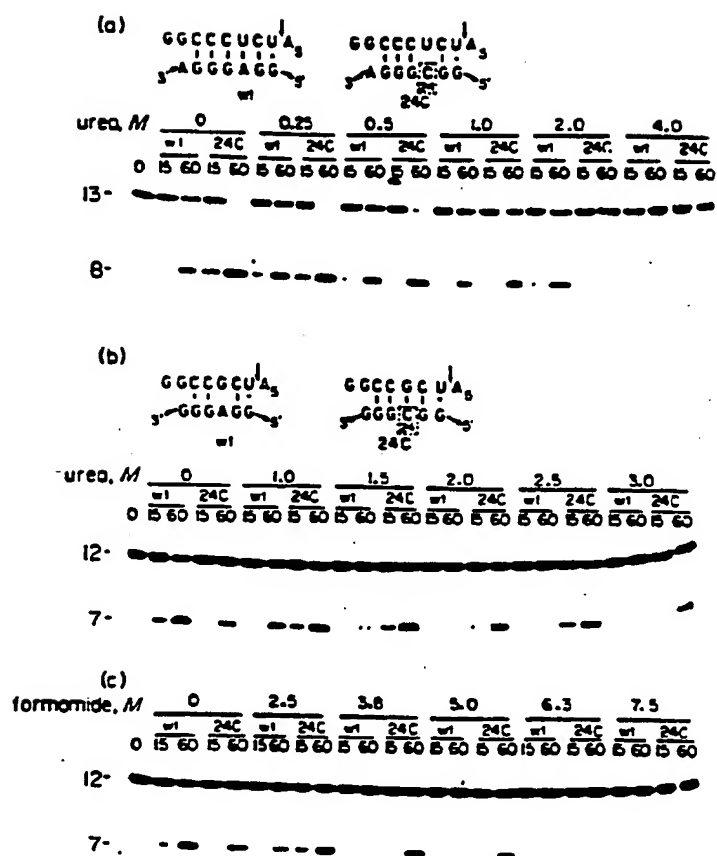 (a)
G G C C C U C U A5 G G C C C U C U A5
3' A G G G A G G 5' 3' A G G G C G G 5'
wt 24C
urea, M 0 0.25 0.5 1.0 2.0 4.0
wt 24C wt 24C wt 24C wt 24C wt 24C wt 24C
0 15 60 15 60 15 60 15 60 15 60 15 60 15 60 15 60 15 60 15 60 15 60 15 60
13-
8-
(b)
G G C C G C U A5 G G C C G C U A5
3' G G G A G G 5' 3' G G G C G G 5'
wt 24C
urea, M 0 1.0 1.5 2.0 2.5 3.0
wt 24C wt 24C wt 24C wt 24C wt 24C wt 24C
0 15 60 15 60 15 60 15 60 15 60 15 60 15 60 15 60 15 60 15 60 15 60 15 60
12-
7-
(c)
formamide, M 0 2.5 3.8 5.0 6.3 7.5
wt 24C wt 24C wt 24C wt 24C wt 24C wt 24C
0 15 60 15 60 15 60 15 60 15 60 15 60 15 60 15 60 15 60 15 60 15 60 15 60
12-
7-